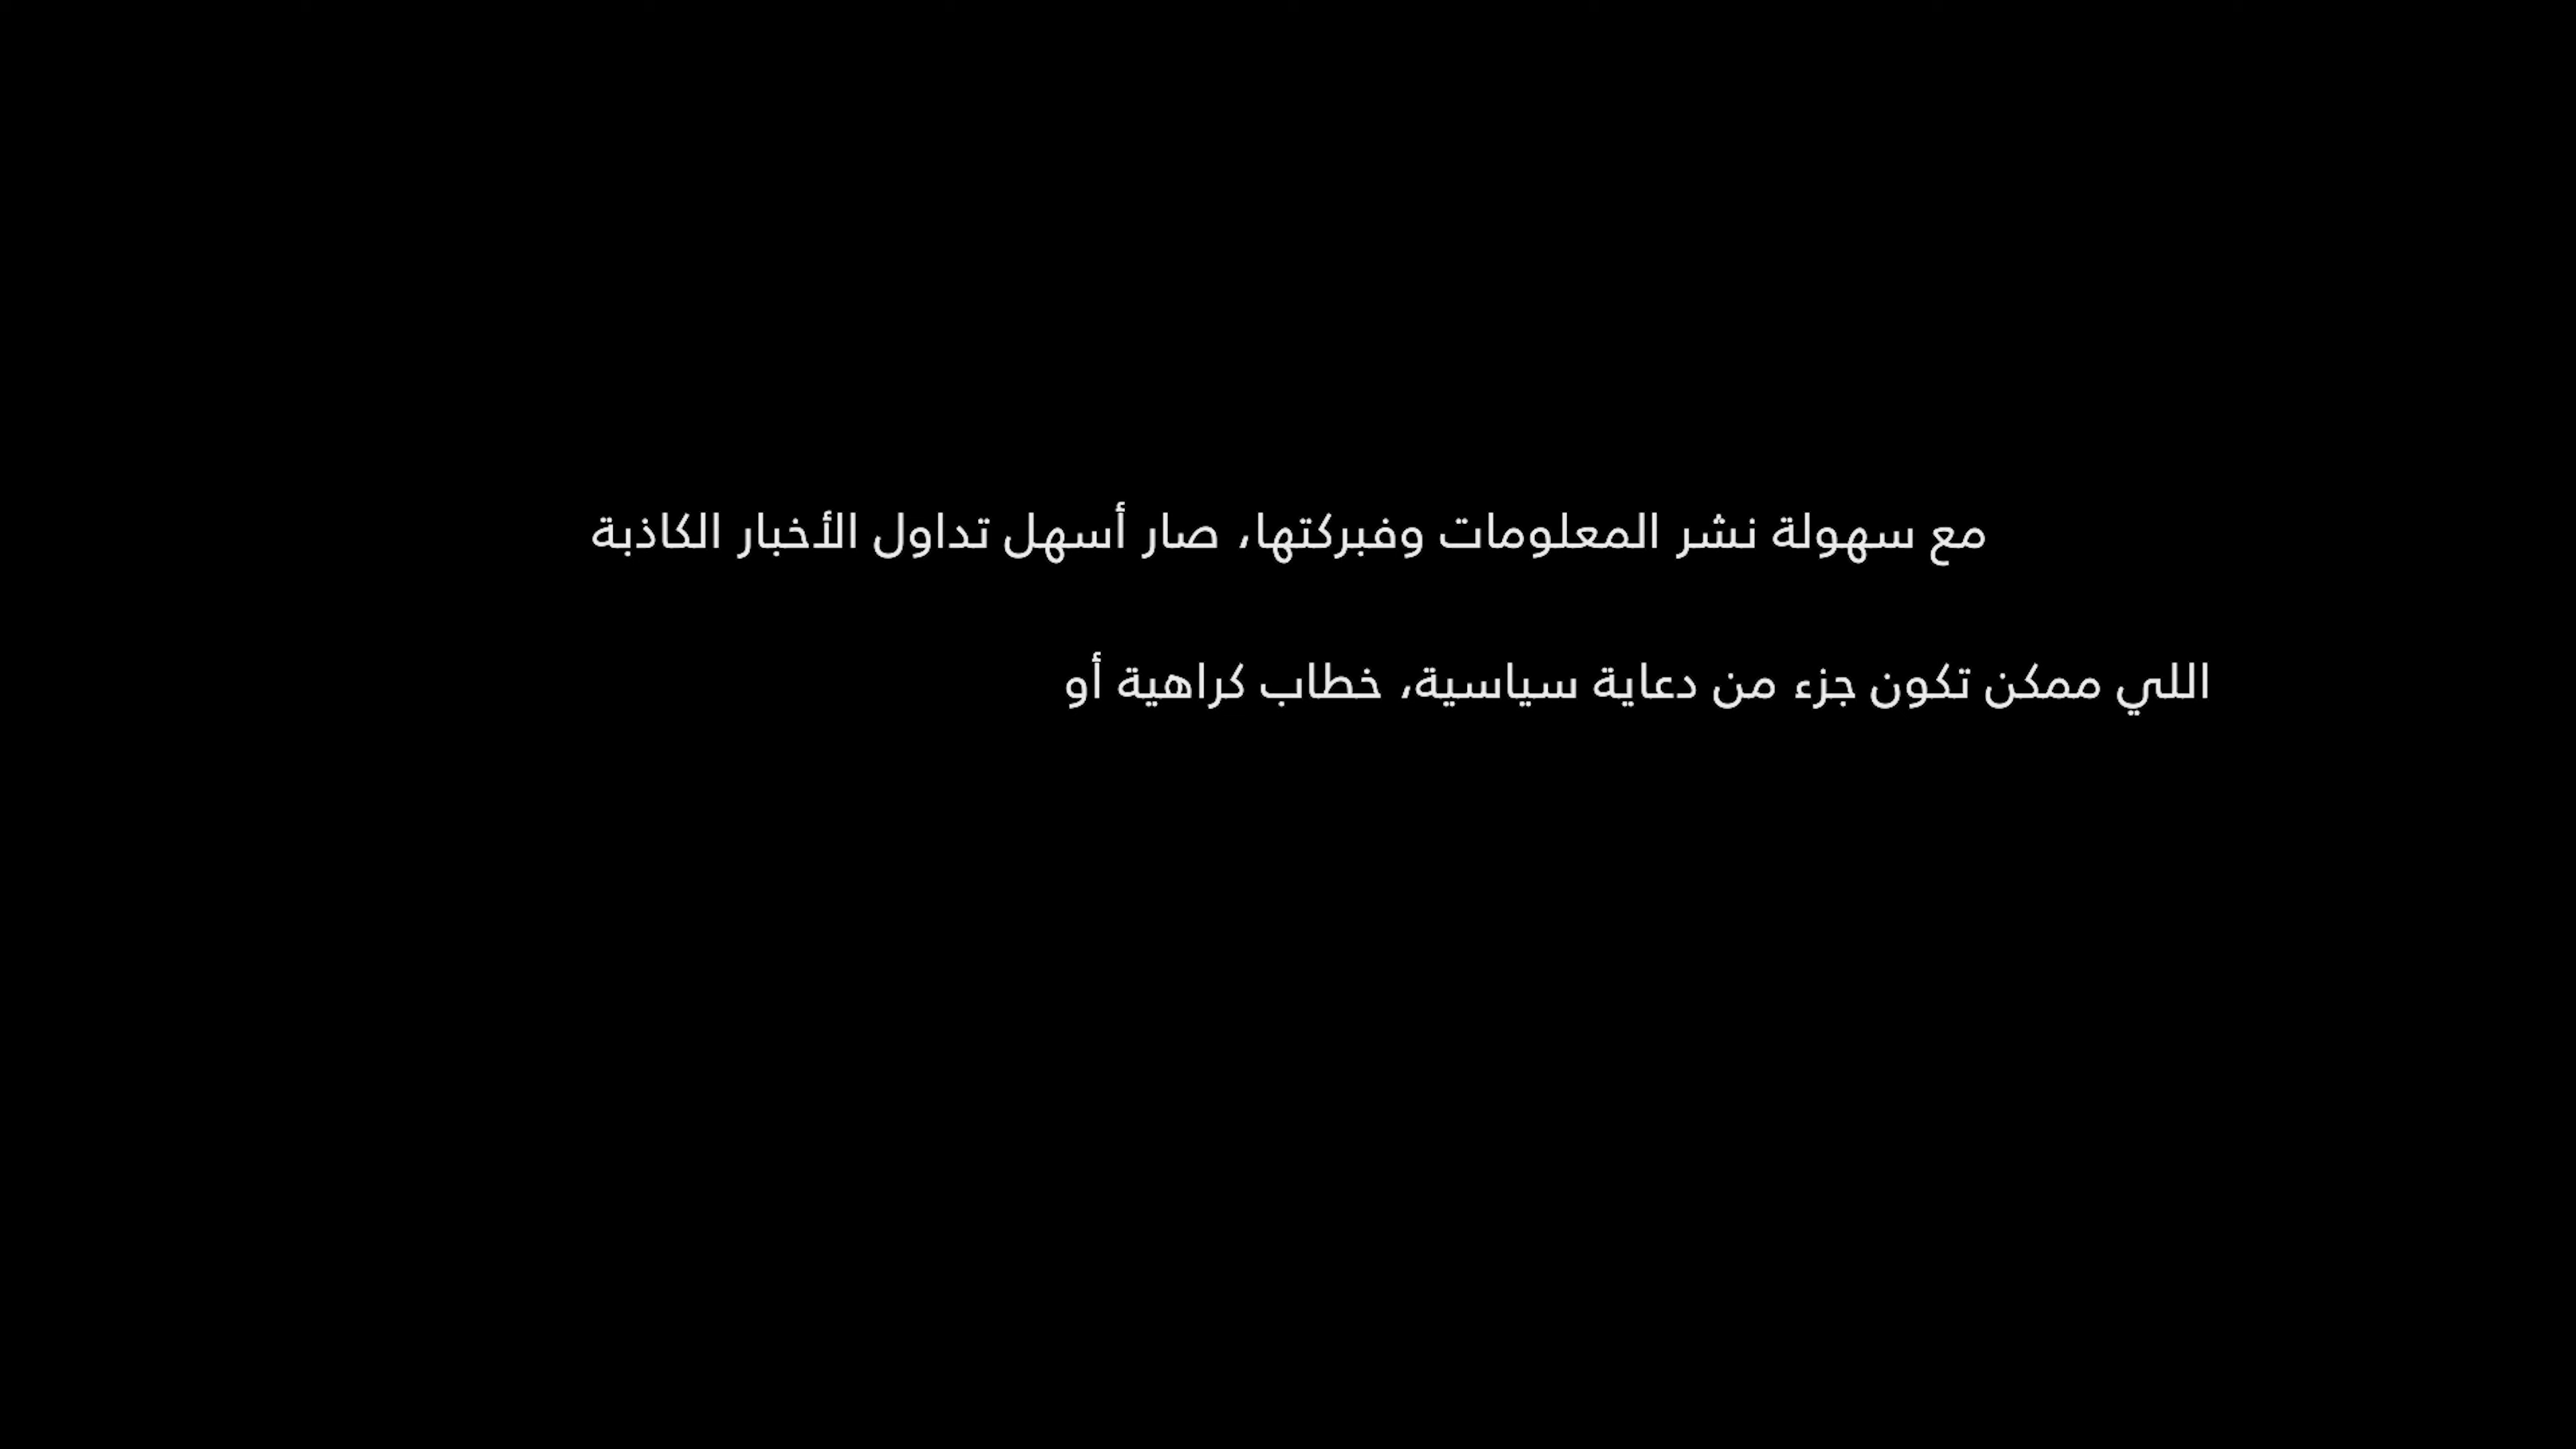 مع سهولة نشر المعلومات وفبركتها، صار أسهل تداول الأخبار الكاذبة
اللي ممكن تكون جزء من دعاية سياسية، خطاب كراهية أو